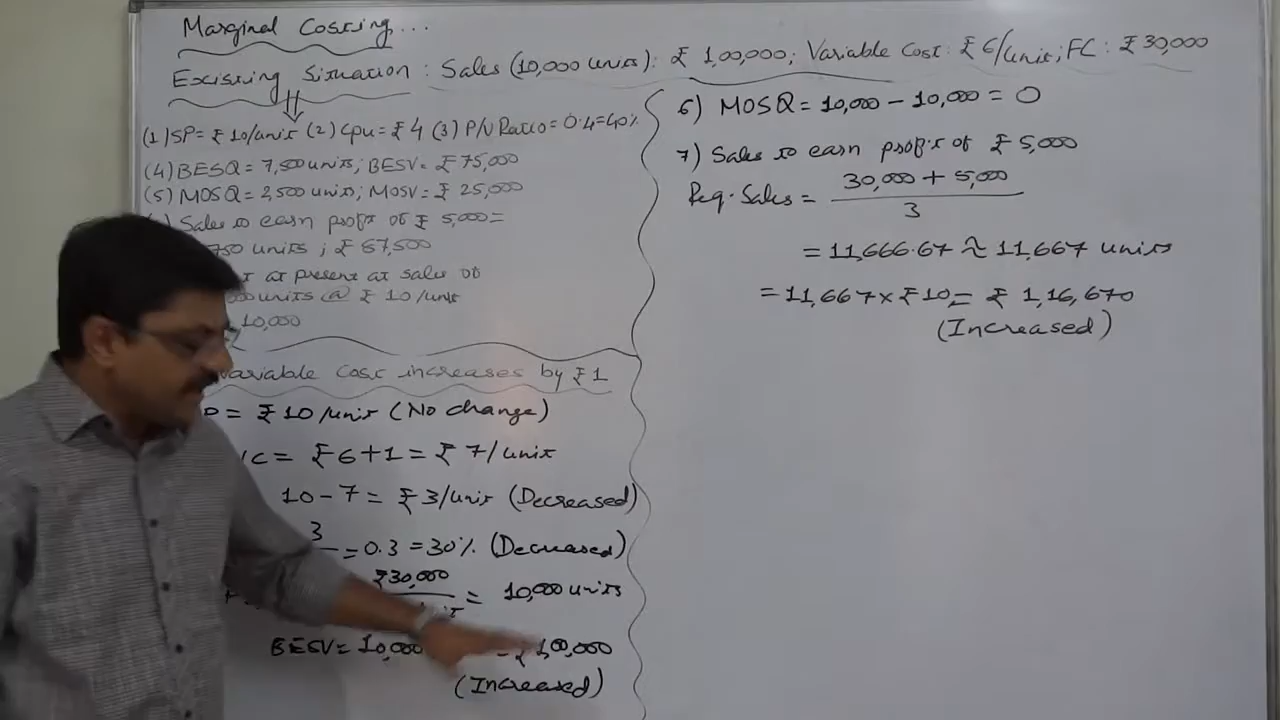 Marginal Costing...
Existing Situation : Sales (10,000 units): ₹ 1,00,000; Variable Cost: ₹ 6/unit; FC: ₹ 30,000
(1) SP = ₹ 10/unit (2) Cpu = ₹ 4 (3) P/V Ratio = 0.4 = 40%
(4) BESQ = 7,500 units; BESV = ₹ 75,000
(5) MOSQ = 2,500 units; MOSV = ₹ 25,000
Sales to earn profit of ₹ 5,000 =
750 units ; ₹ 87,500
at present at sales of
units @ ₹ 10/unit
10,000
Variable Cost increases by ₹ 1
= ₹ 10/unit (No change)
VC = ₹ 6 + 1 = ₹ 7/unit
10 - 7 = ₹ 3/unit (Decreased)
3
= 0.3 = 30% (Decreased)
₹ 30,000
= 10,000 units
BESV = 10,000 = ₹ 1,00,000
(Increased)
6) MOSQ = 10,000 - 10,000 = 0
7) Sales to earn profit of ₹ 5,000
Req. Sales = 30,000 + 5,000
3
= 11,666.67 ≈ 11,667 units
= 11,667 x ₹ 10 = ₹ 1,16,670
(Increased)